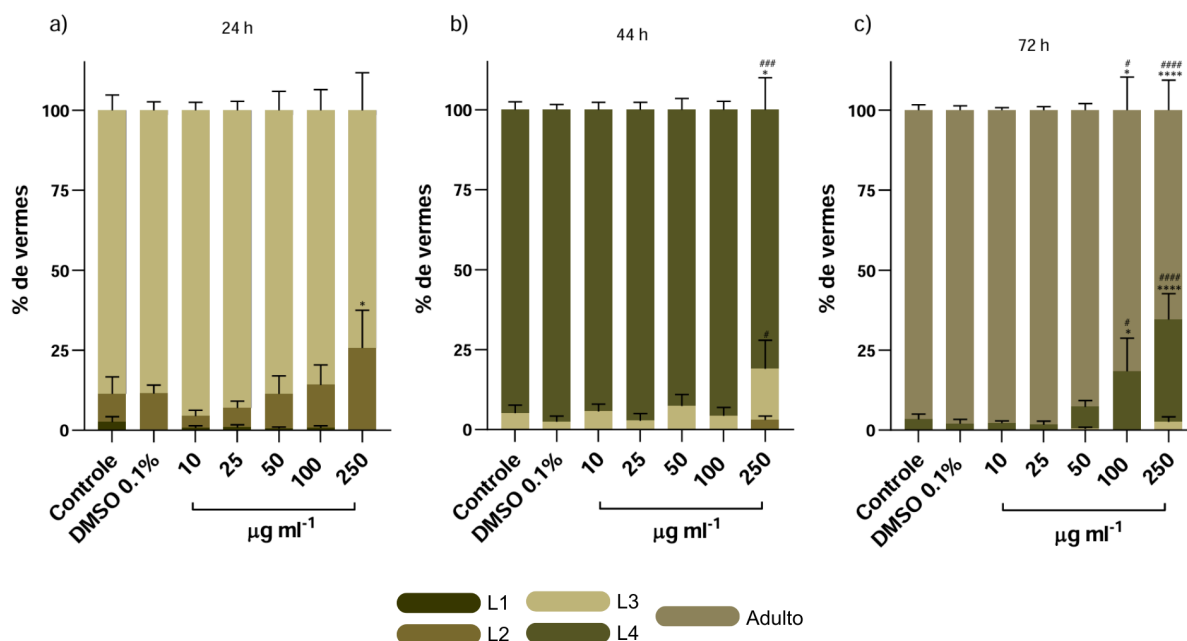 a)
24 h
% de vermes
100
75
50
25
0
*
Controle
DMSO 0.1%
10
25
50
100
250
µg ml-1
b)
44 h
% de vermes
100
75
50
25
0
###
*
#
Controle
DMSO 0.1%
10
25
50
100
250
µg ml-1
c)
72 h
% de vermes
100
75
50
25
0
#
*
####
****
#
*
####
****
Controle
DMSO 0.1%
10
25
50
100
250
µg ml-1
L1
L2
L3
L4
Adulto